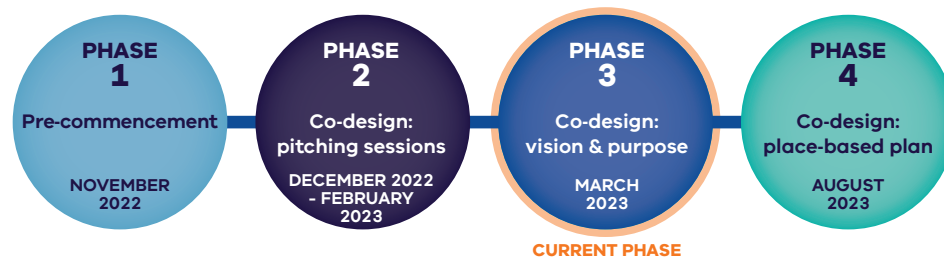 PHASE
1
Pre-commencement
NOVEMBER
2022
PHASE
2
Co-design:
pitching sessions
DECEMBER 2022
- FEBRUARY
2023
PHASE
3
Co-design:
vision & purpose
MARCH
2023
CURRENT PHASE
PHASE
4
Co-design:
place-based plan
AUGUST
2023